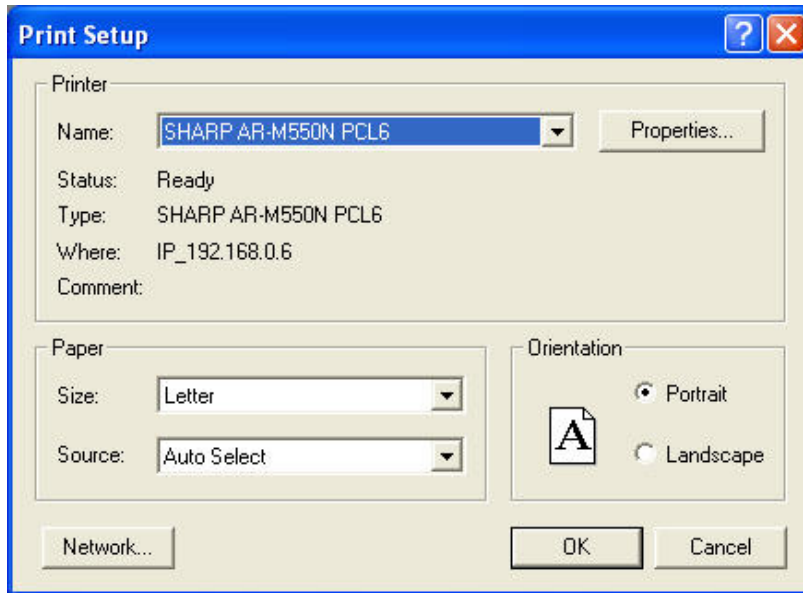 Print Setup
Printer
Name: SHARP AR-M550N PCL6 Properties...
Status: Ready
Type: SHARP AR-M550N PCL6
Where: IP_192.168.0.6
Comment:
Paper
Size: Letter
Source: Auto Select
Orientation
A
Portrait
Landscape
Network... OK Cancel